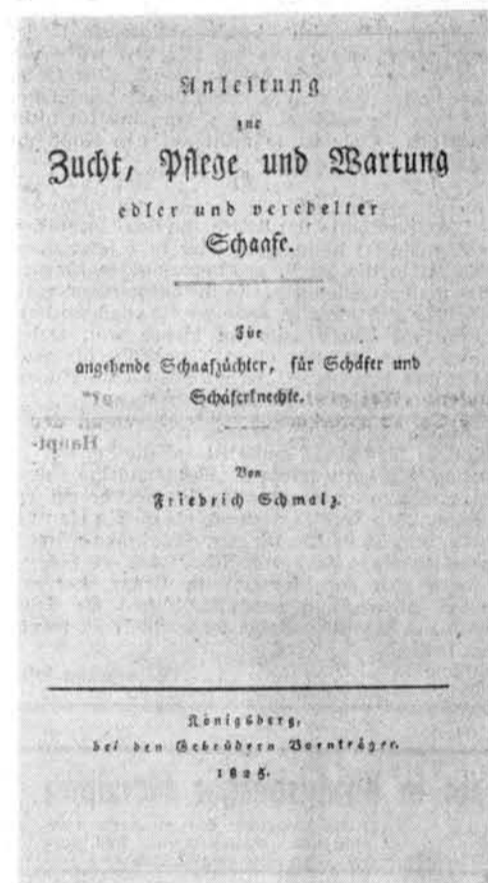 Anleitung
zur
Zucht, Pflege und Wartung
edler und veredelter
Schaafe.
Für
angehende Schaafzüchter, für Schäfer und
Schäferknechte.
Von
Friedrich Schmalz.
Königsberg,
bei den Gebrüdern Bornträger.
1825.